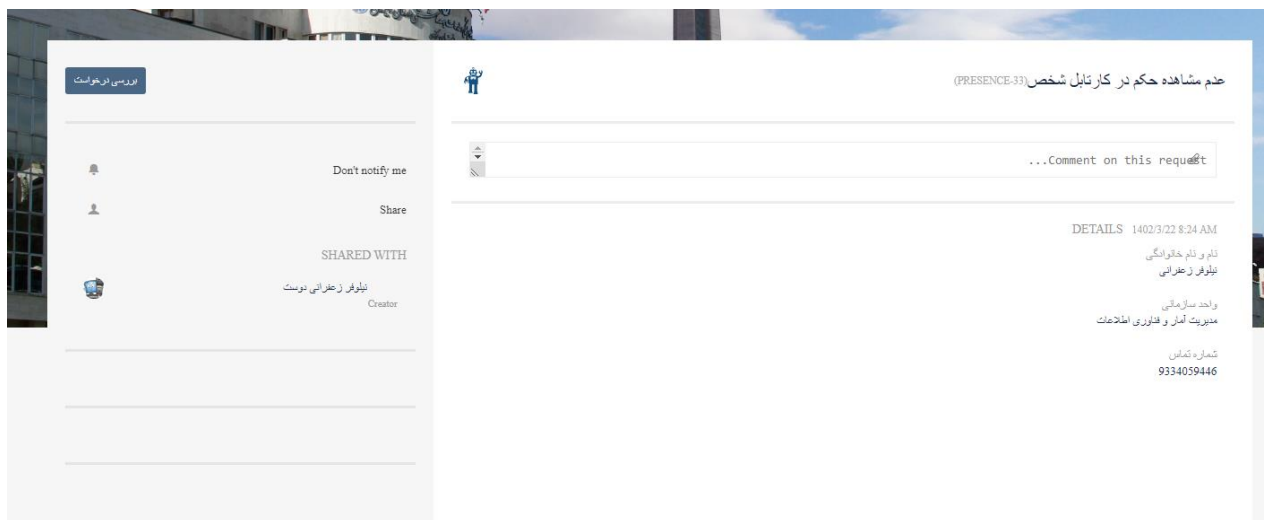 عدم مشاهده حکم در کارتابل شخص(PRESENCE-33)
Comment on this request...
DETAILS 1402/3/22 8:24 AM
نام و نام خانوادگی
نیلوفر زعفرانی
واحد سازمانی
مدیریت آمار و فناوری اطلاعات
شماره تماس
9334059446
بررسی درخواست
Don't notify me
Share
SHARED WITH
نیلوفر زعفرانی دوست
Creator